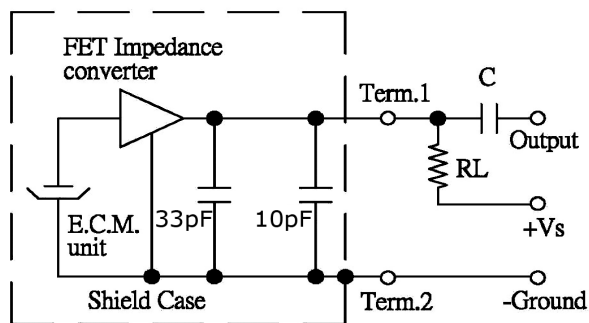 FET Impedance
converter
Term.1
C
Output
RL
+Vs
E.C.M.
unit
33pF
10pF
Shield Case
Term.2
-Ground